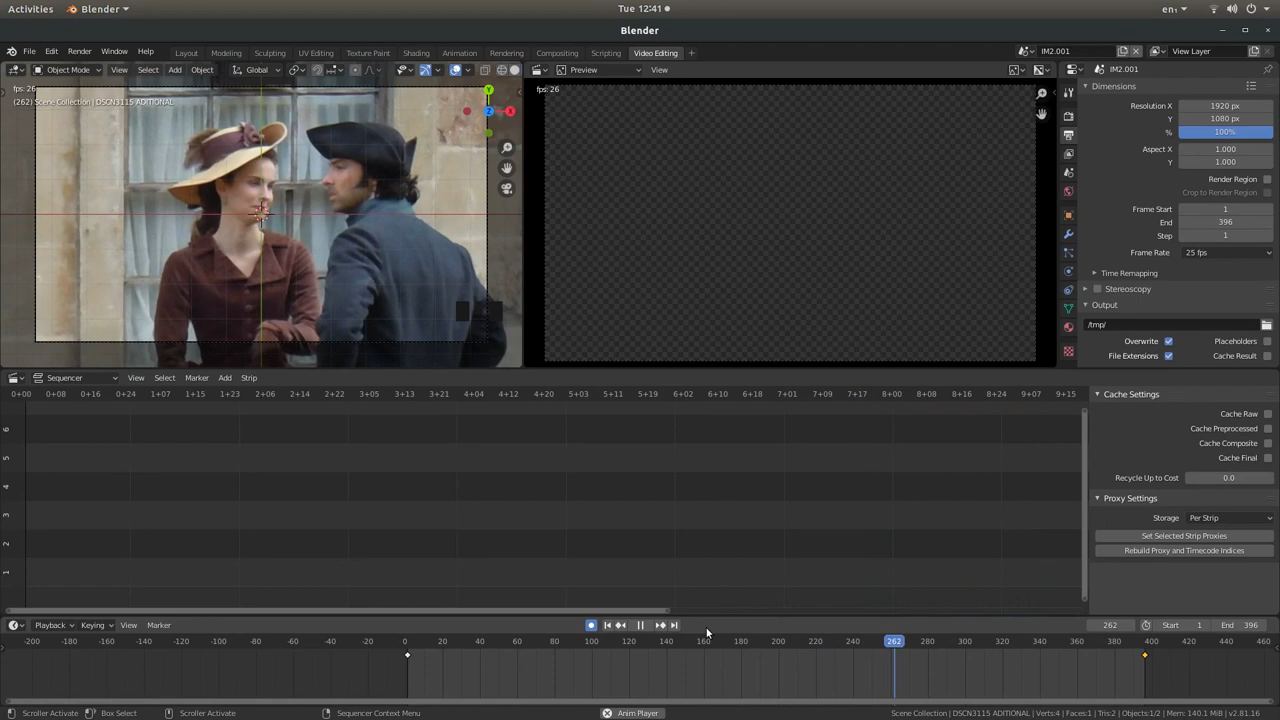 Activities Blender Tue 12:41 en₁
Blender
File Edit Render Window Help Layout Modeling Sculpting UV Editing Texture Paint Shading Animation Rendering Compositing Scripting Video Editing + IM2.001 View Layer
Object Mode View Select Add Object Global Preview View IM2.001
fps: 26
(262) Scene Collection | DSCN3115 ADITIONAL
Y
Z
X
fps: 26
Dimensions
Resolution X 1920 px
Y 1080 px
% 100%
Aspect X 1.000
Y 1.000
Render Region
Crop to Render Region
Frame Start 1
End 396
Step 1
Frame Rate 25 fps
Time Remapping
Stereoscopy
Output
/tmp/
Overwrite Placeholders
File Extensions Cache Result
Sequencer View Select Marker Add Strip
0+00 0+08 0+16 0+24 1+07 1+15 1+23 2+06 2+14 2+22 3+05 3+13 3+21 4+04 4+12 4+20 5+03 5+11 5+19 6+02 6+10 6+18 7+01 7+09 7+17 8+00 8+08 8+16 8+24 9+07 9+15
6
5
4
3
2
1
Cache Settings
Cache Raw
Cache Preprocessed
Cache Composite
Cache Final
Recycle Up to Cost 0.0
Proxy Settings
Storage Per Strip
Set Selected Strip Proxies
Rebuild Proxy and Timecode Indices
Playback Keying View Marker 262 Start 1 End 396
-200 -180 -160 -140 -120 -100 -80 -60 -40 -20 0 20 40 60 80 100 120 140 160 180 200 220 240 262 280 300 320 340 360 380 400 420 440 460
Scroller Activate Box Select Scroller Activate Sequencer Context Menu Anim Player Scene Collection | DSCN3115 ADITIONAL | Verts:4 | Faces:1 | Tris:2 | Objects:1/2 | Mem: 140.1 MiB | v2.81.16